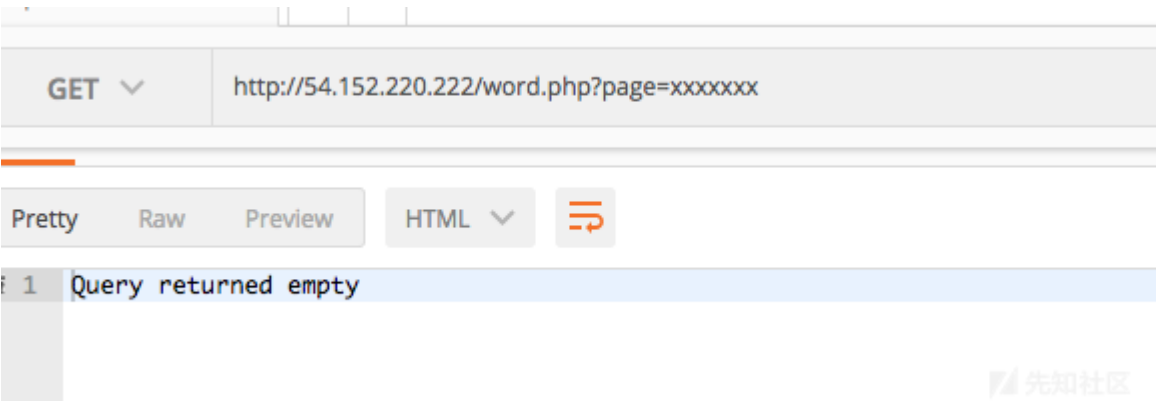 GET http://54.152.220.222/word.php?page=xxxxxxx
Pretty Raw Preview HTML
1 Query returned empty
先知社区